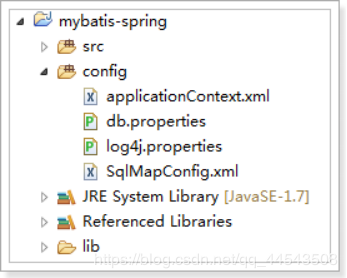 mybatis-spring
src
config
applicationContext.xml
db.properties
log4j.properties
SqlMapConfig.xml
JRE System Library [JavaSE-1.7]
Referenced Libraries
lib
https://blog.csdn.net/qq_44543508